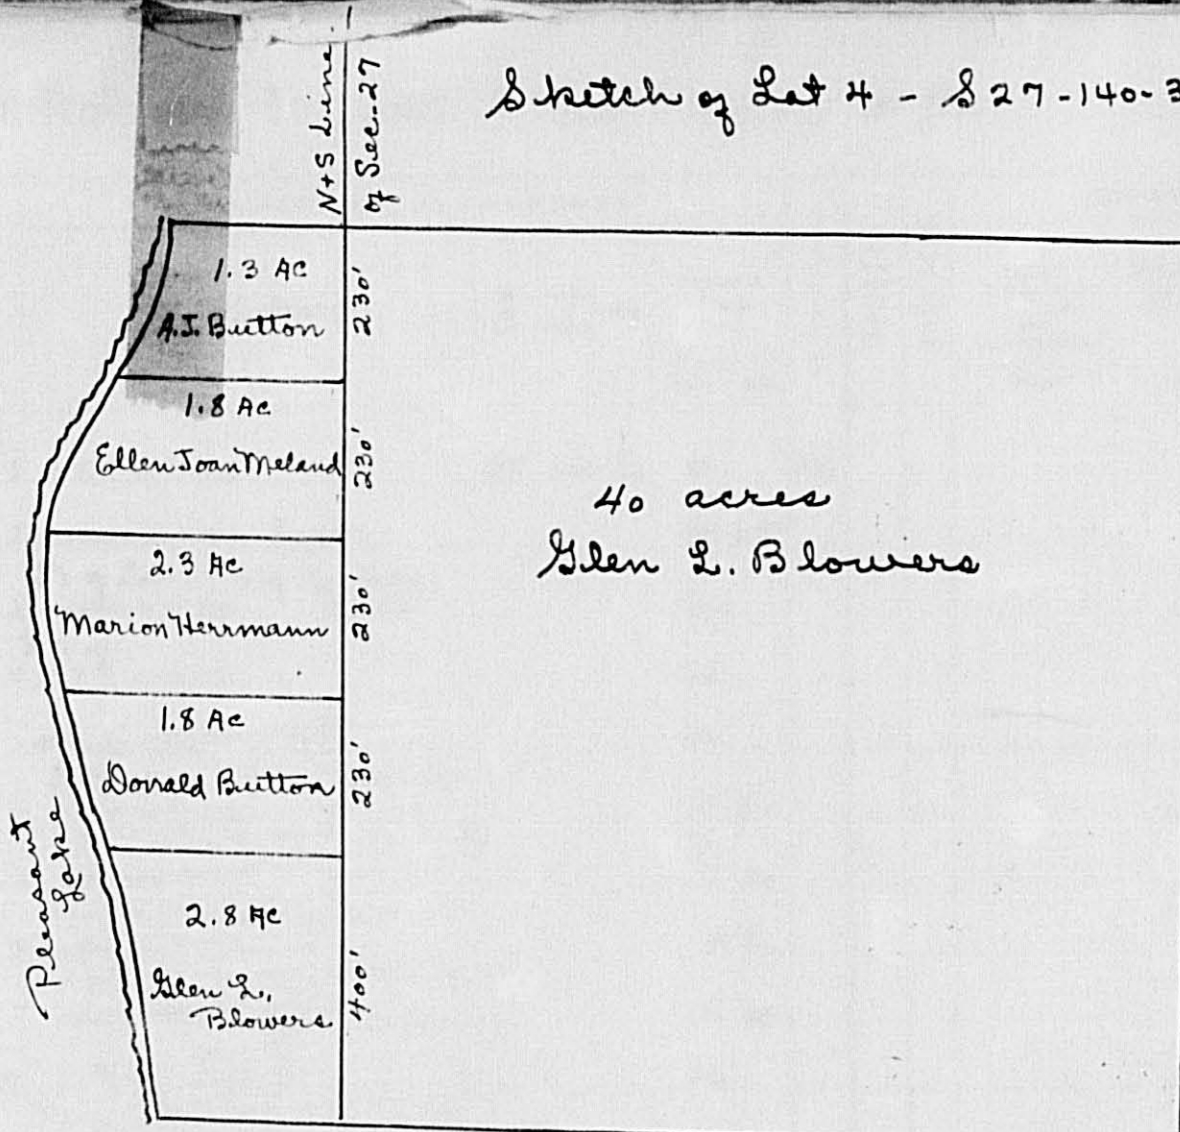 Sketch of Lot 4 - S27-140-3
N+S Line
of Sec. 27
1.3 Ac
A.J. Button
230'
1.8 Ac
Ellen Joan Meland
230'
2.3 Ac
Marion Herrmann
230'
1.8 Ac
Donald Button
230'
2.8 Ac
Glen L.
Blowers
400'
Pleasant
Lake
40 acres
Glen L. Blowers